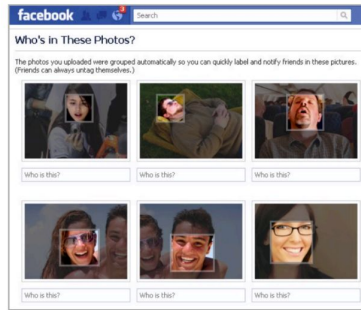 facebook
3
Search
Who's in These Photos?
The photos you uploaded were grouped automatically so you can quickly label and notify friends in these pictures.
(Friends can always untag themselves.)
Who is this?
Who is this?
Who is this?
Who is this?
Who is this?
Who is this?